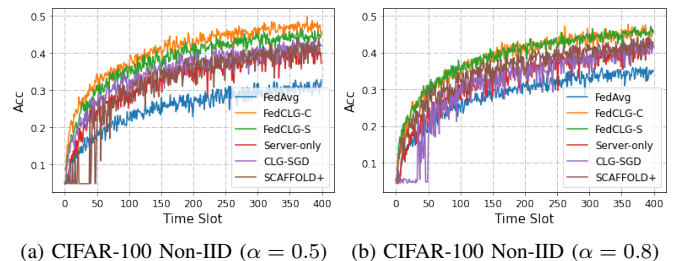 0.5
0.4
0.3
0.2
0.1
Acc
0 50 100 150 200 250 300 350 400
Time Slot
FedAvg
FedCLG-C
FedCLG-S
Server-only
CLG-SGD
SCAFFOLD+
(a) CIFAR-100 Non-IID (α = 0.5)
0.5
0.4
0.3
0.2
0.1
Acc
0 50 100 150 200 250 300 350 400
Time Slot
FedAvg
FedCLG-C
FedCLG-S
Server-only
CLG-SGD
SCAFFOLD+
(b) CIFAR-100 Non-IID (α = 0.8)